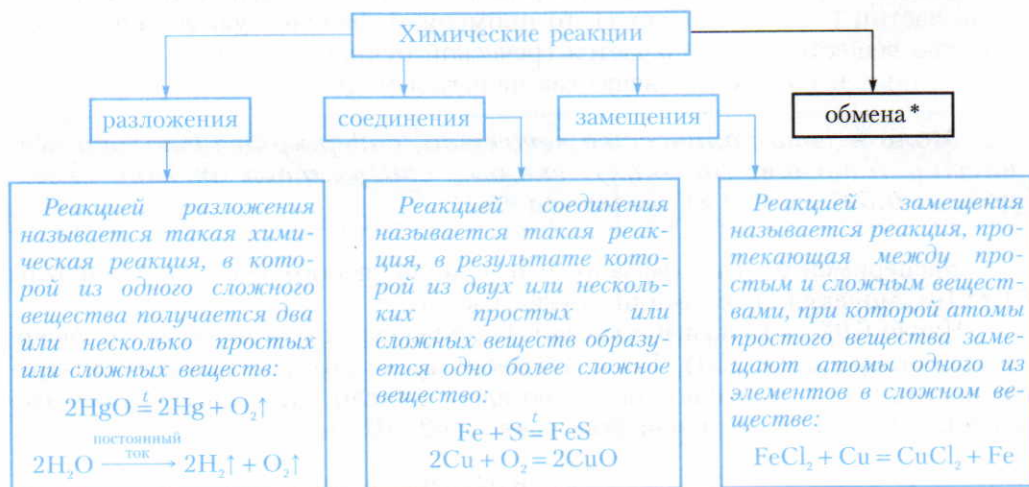 Химические реакции
разложения
соединения
замещения
обмена*
Реакцией разложения
называется такая хими-
ческая реакция, в кото-
рой из одного сложного
вещества получается два
или несколько простых
или сложных веществ:
2HgO =ᵗ 2Hg + O₂↑
постоянный
ток
2H₂O ⟶ 2H₂↑ + O₂↑
Реакцией соединения
называется такая реак-
ция, в результате кото-
рой из двух или несколь-
ких простых или
сложных веществ образу-
ется одно более сложное
вещество:
Fe + S =ᵗ FeS
2Cu + O₂ = 2CuO
Реакцией замещения
называется реакция, про-
текающая между про-
стым и сложным вещест-
вами, при которой атомы
простого вещества заме-
щают атомы одного из
элементов в сложном ве-
ществе:
FeCl₂ + Cu = CuCl₂ + Fe